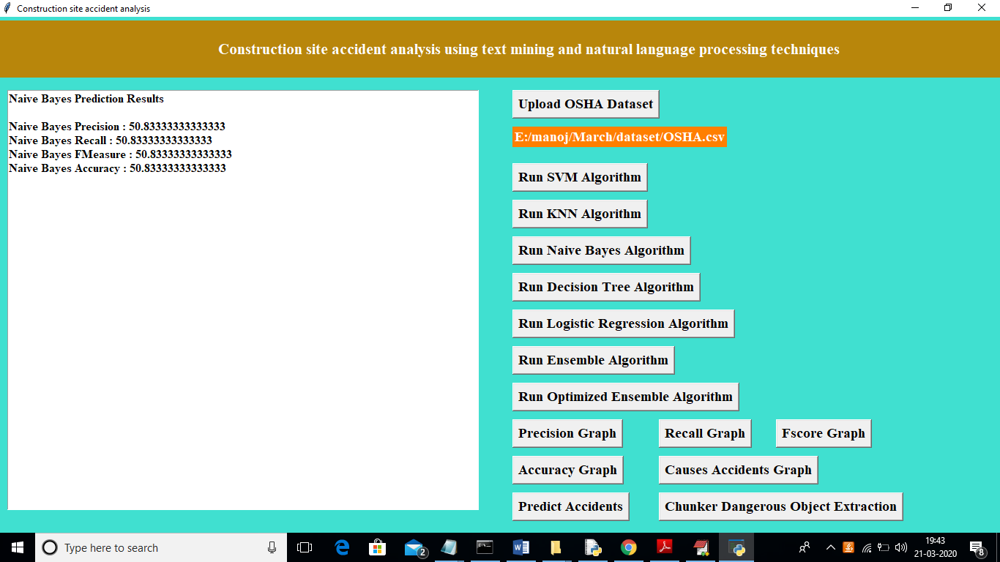 Construction site accident analysis
Construction site accident analysis using text mining and natural language processing techniques
Naive Bayes Prediction Results
Naive Bayes Precision : 50.83333333333333
Naive Bayes Recall : 50.83333333333333
Naive Bayes FMeasure : 50.83333333333333
Naive Bayes Accuracy : 50.83333333333333
Upload OSHA Dataset
E:/manoj/March/dataset/OSHA.csv
Run SVM Algorithm
Run KNN Algorithm
Run Naive Bayes Algorithm
Run Decision Tree Algorithm
Run Logistic Regression Algorithm
Run Ensemble Algorithm
Run Optimized Ensemble Algorithm
Precision Graph Recall Graph Fscore Graph
Accuracy Graph Causes Accidents Graph
Predict Accidents Chunker Dangerous Object Extraction
Type here to search
2
19:43
21-03-2020
8